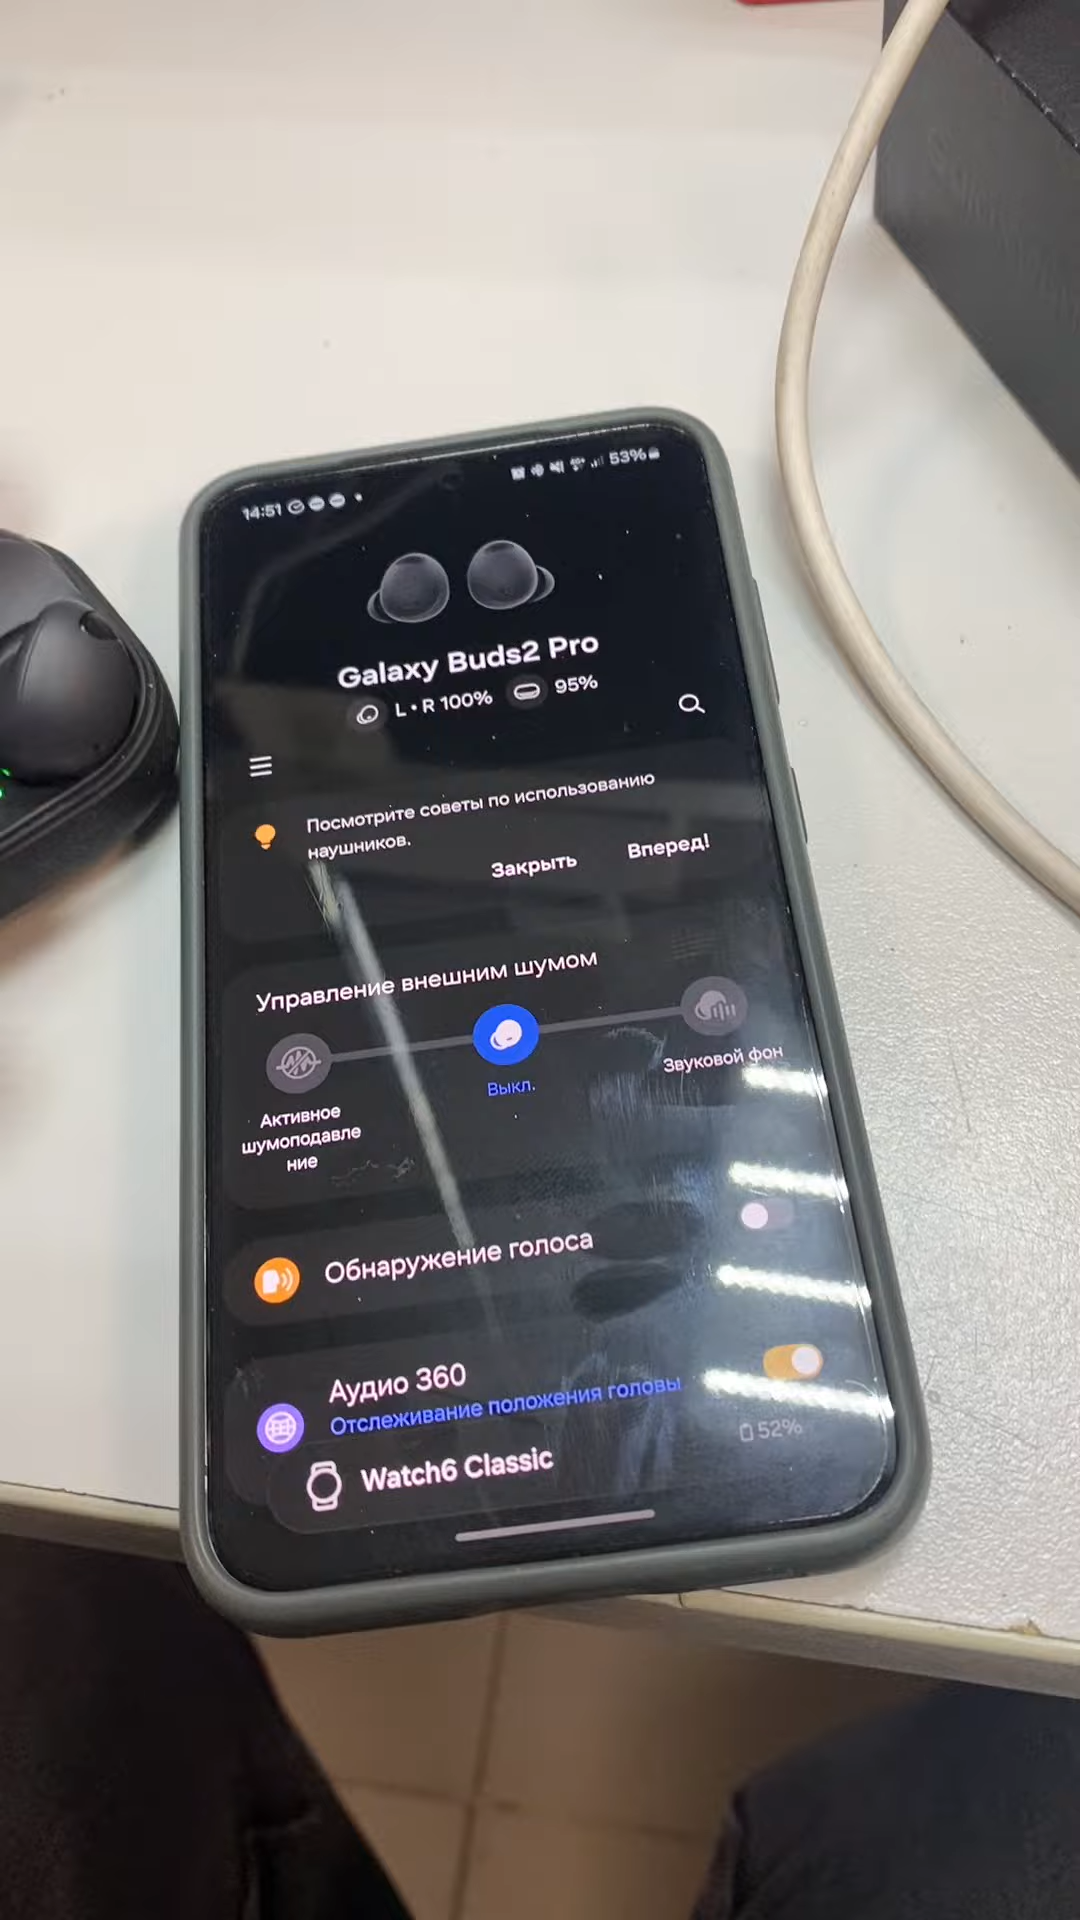 14:51
53%
Galaxy Buds2 Pro
L • R 100% 95%
Посмотрите советы по использованию
наушников.
Закрыть Вперед!
Управление внешним шумом
Активное
шумоподавле
ние
Выкл.
Звуковой фон
Обнаружение голоса
Аудио 360
Отслеживание положения головы
Watch6 Classic
52%